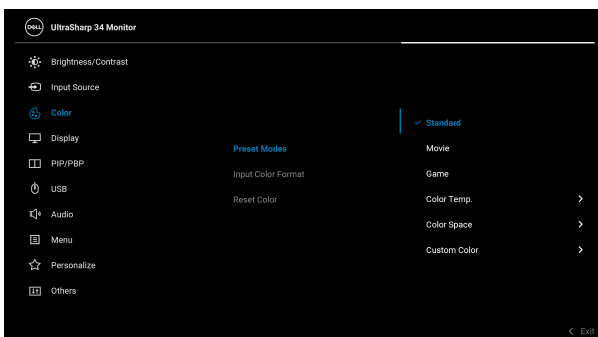 DELL
UltraSharp 34 Monitor
Brightness/Contrast
Input Source
Color
Display
PIP/PBP
USB
Audio
Menu
Personalize
Others
Preset Modes
Input Color Format
Reset Color
Standard
Movie
Game
Color Temp.
Color Space
Custom Color
Exit